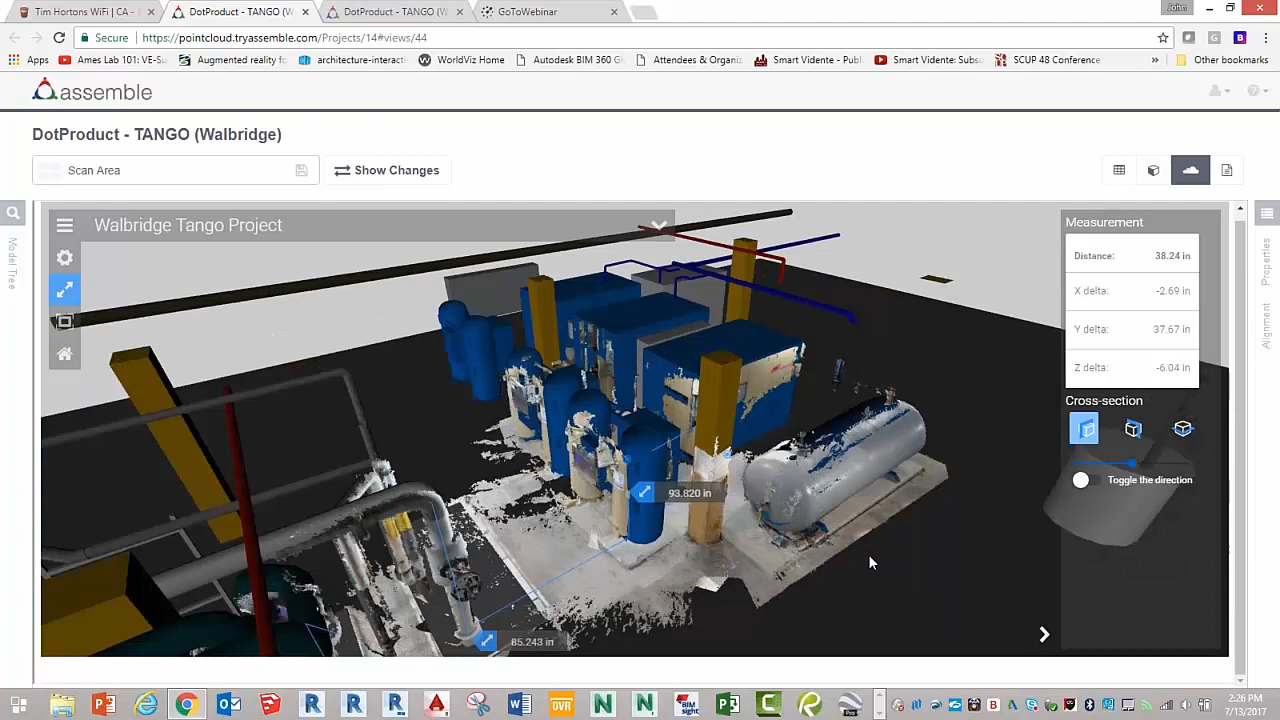 John
Tim Hortons WiFi | CA -
DotProduct - TANGO (W
DotProduct - TANGO (W
GoToWebinar
Secure
https://pointcloud.tryassemble.com/Projects/14#views/44
Apps
Ames Lab 101: VE-Su
Augmented reality fo
architecture-interact
WorldViz Home
Autodesk BIM 360 Gl
Attendees & Organiz
Smart Vidente - Publ
Smart Vidente: Subs
SCUP 48 Conference
»
Other bookmarks
assemble
DotProduct - TANGO (Walbridge)
Scan Area
Show Changes
Model Tree
Walbridge Tango Project
Measurement
Distance: 38.24 in
X delta: -2.69 in
Y delta: 37.67 in
Z delta: -6.04 in
Cross-section
Toggle the direction
Properties
Alignment
93.820 in
85.243 in
2:26 PM
7/13/2017